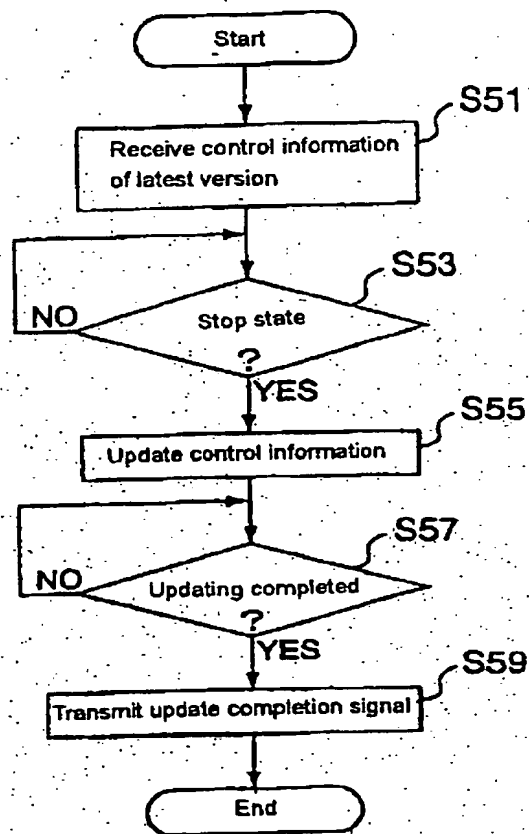 Start
S51
Receive control information
of latest version
S53
Stop state
?
NO
YES
S55
Update control information
S57
Updating completed
?
NO
YES
S59
Transmit update completion signal
End